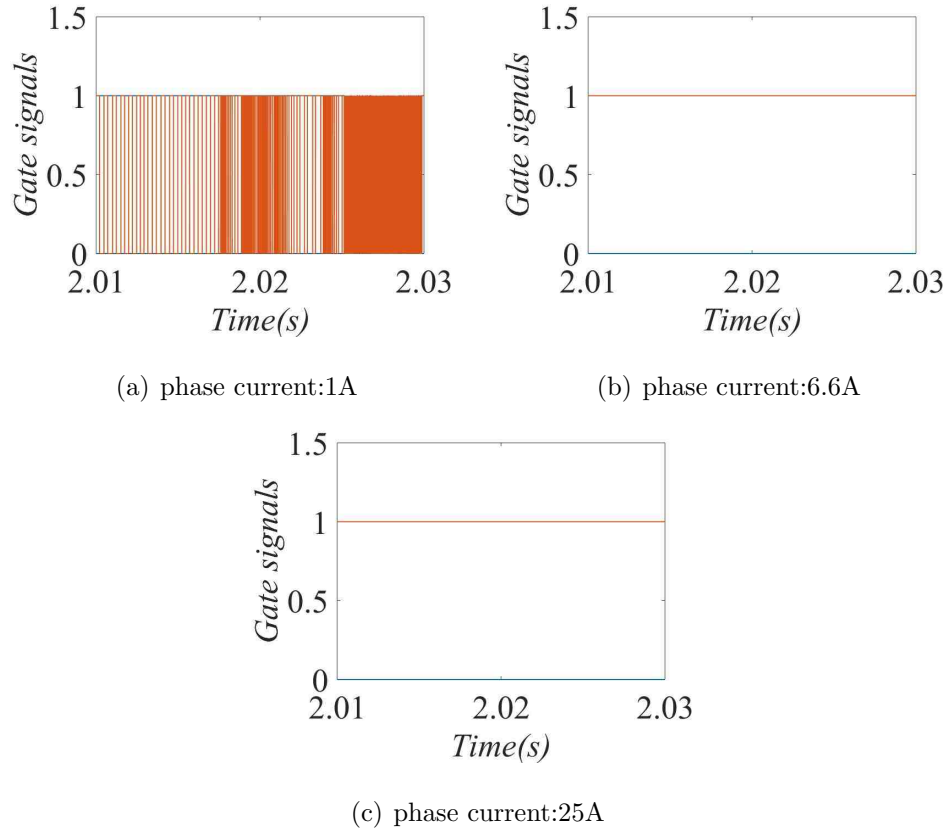 1.5
1
0.5
0
Gate signals
2.01 2.02 2.03
Time(s)
(a) phase current:1A
1.5
1
0.5
0
Gate signals
2.01 2.02 2.03
Time(s)
(b) phase current:6.6A
1.5
1
0.5
0
Gate signals
2.01 2.02 2.03
Time(s)
(c) phase current:25A